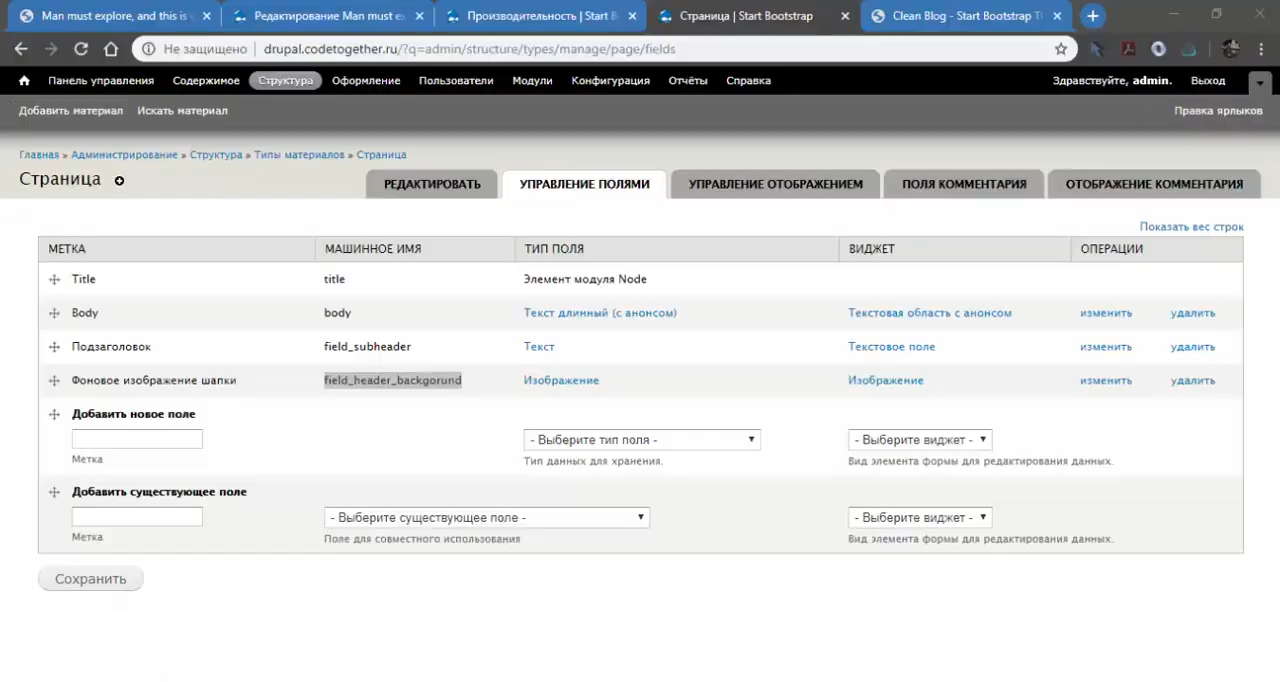 Man must explore, and this is
Редактирование Man must e
Производительность | Start B
Страница | Start Bootstrap
Clean Blog - Start Bootstrap T
Не защищено | drupal.codetogether.ru/?q=admin/structure/types/manage/page/fields
Панель управления Содержимое Структура Оформление Пользователи Модули Конфигурация Отчёты Справка Здравствуйте, admin. Выход
Добавить материал Искать материал Правка ярлыков
Главная » Администрирование » Структура » Типы материалов » Страница
Страница
РЕДАКТИРОВАТЬ УПРАВЛЕНИЕ ПОЛЯМИ УПРАВЛЕНИЕ ОТОБРАЖЕНИЕМ ПОЛЯ КОММЕНТАРИЯ ОТОБРАЖЕНИЕ КОММЕНТАРИЯ
Показать вес строк
МЕТКА МАШИННОЕ ИМЯ ТИП ПОЛЯ ВИДЖЕТ ОПЕРАЦИИ
Title title Элемент модуля Node
Body body Текст длинный (с анонсом) Текстовая область с анонсом изменить удалить
Подзаголовок field_subheader Текст Текстовое поле изменить удалить
Фоновое изображение шапки field_header_backgorund Изображение Изображение изменить удалить
Добавить новое поле
- Выберите тип поля - - Выберите виджет -
Метка Тип данных для хранения. Вид элемента формы для редактирования данных.
Добавить существующее поле
- Выберите существующее поле - - Выберите виджет -
Метка Поле для совместного использования Вид элемента формы для редактирования данных.
Сохранить